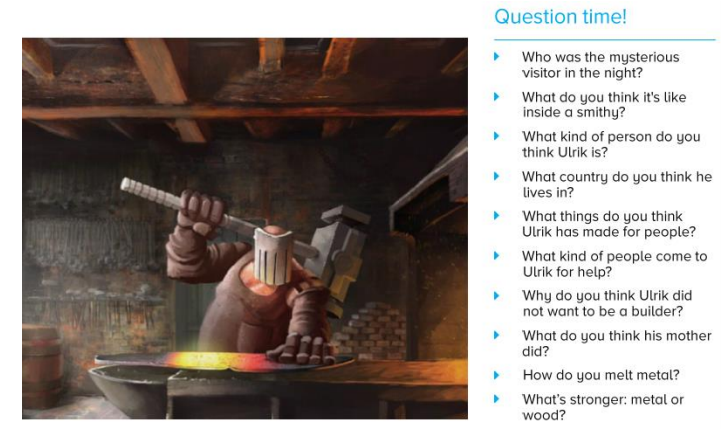 Question time!
Who was the mysterious
visitor in the night?
What do you think it's like
inside a smithy?
What kind of person do you
think Ulrik is?
What country do you think he
lives in?
What things do you think
Ulrik has made for people?
What kind of people come to
Ulrik for help?
Why do you think Ulrik did
not want to be a builder?
What do you think his mother
did?
How do you melt metal?
What's stronger: metal or
wood?